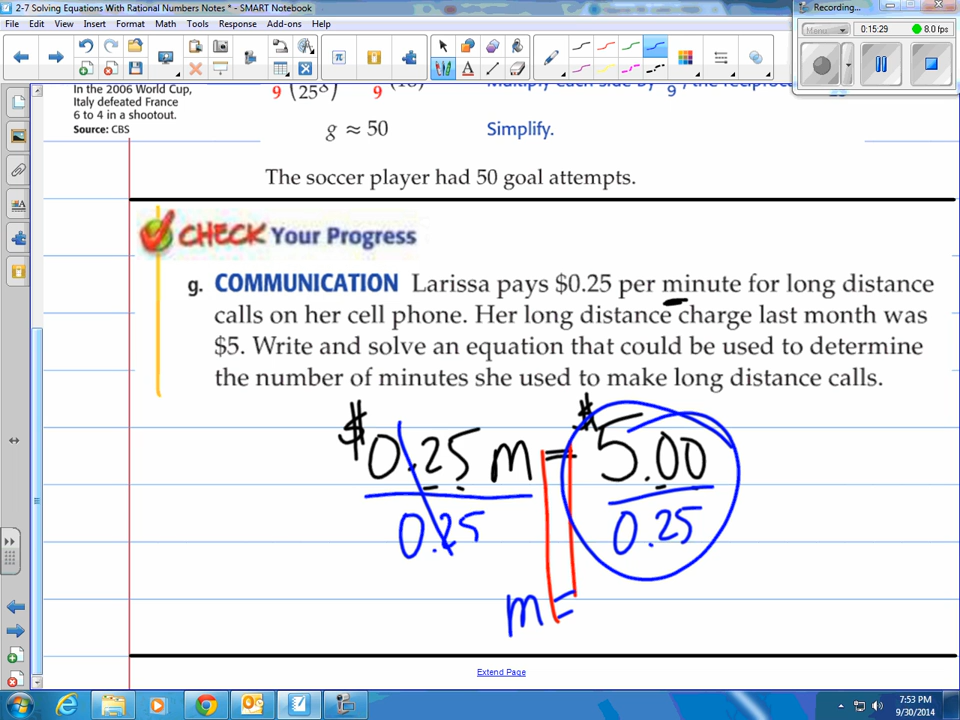 2-7 Solving Equations With Rational Numbers Notes * - SMART Notebook
File Edit View Insert Format Math Tools Response Add-ons Help
Recording...
Menu
0:15:29
8.0 fps
In the 2006 World Cup,
Italy defeated France
6 to 4 in a shootout.
Source: CBS
g ≈ 50 Simplify.
The soccer player had 50 goal attempts.
CHECK Your Progress
g. COMMUNICATION Larissa pays $0.25 per minute for long distance
calls on her cell phone. Her long distance charge last month was
$5. Write and solve an equation that could be used to determine
the number of minutes she used to make long distance calls.
$0.25 m = $5.00
0.25 0.25
m =
Extend Page
7:53 PM
9/30/2014